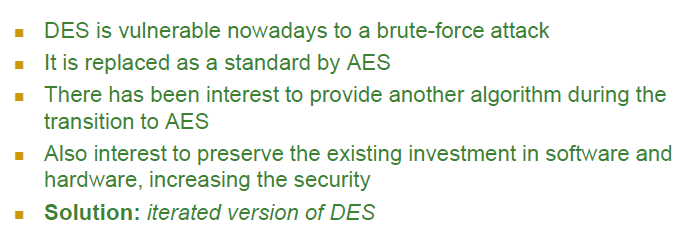 DES is vulnerable nowadays to a brute-force attack
It is replaced as a standard by AES
There has been interest to provide another algorithm during the
transition to AES
Also interest to preserve the existing investment in software and
hardware, increasing the security
Solution: iterated version of DES